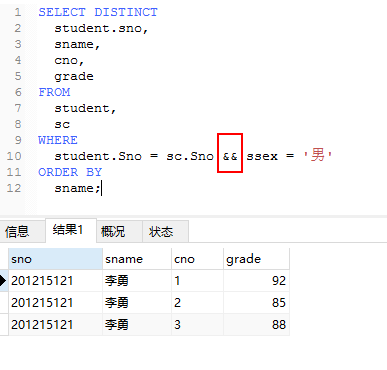 1 SELECT DISTINCT
2 student.sno,
3 sname,
4 cno,
5 grade
6 FROM
7 student,
8 sc
9 WHERE
10 student.Sno = sc.Sno && ssex = '男'
11 ORDER BY
12 sname;
信息 结果1 概况 状态
sno sname cno grade
201215121 李勇 1 92
201215121 李勇 2 85
201215121 李勇 3 88